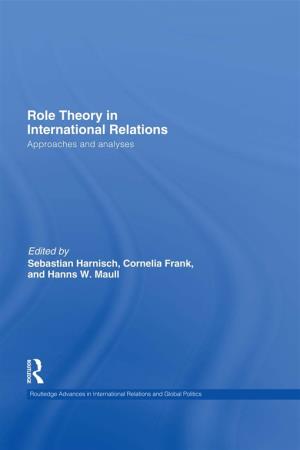 Role Theory in
International Relations
Approaches and analyses
Edited by
Sebastian Harnisch, Cornelia Frank,
and Hanns W. Maull
Routledge
Routledge Advances in International Relations and Global Politics